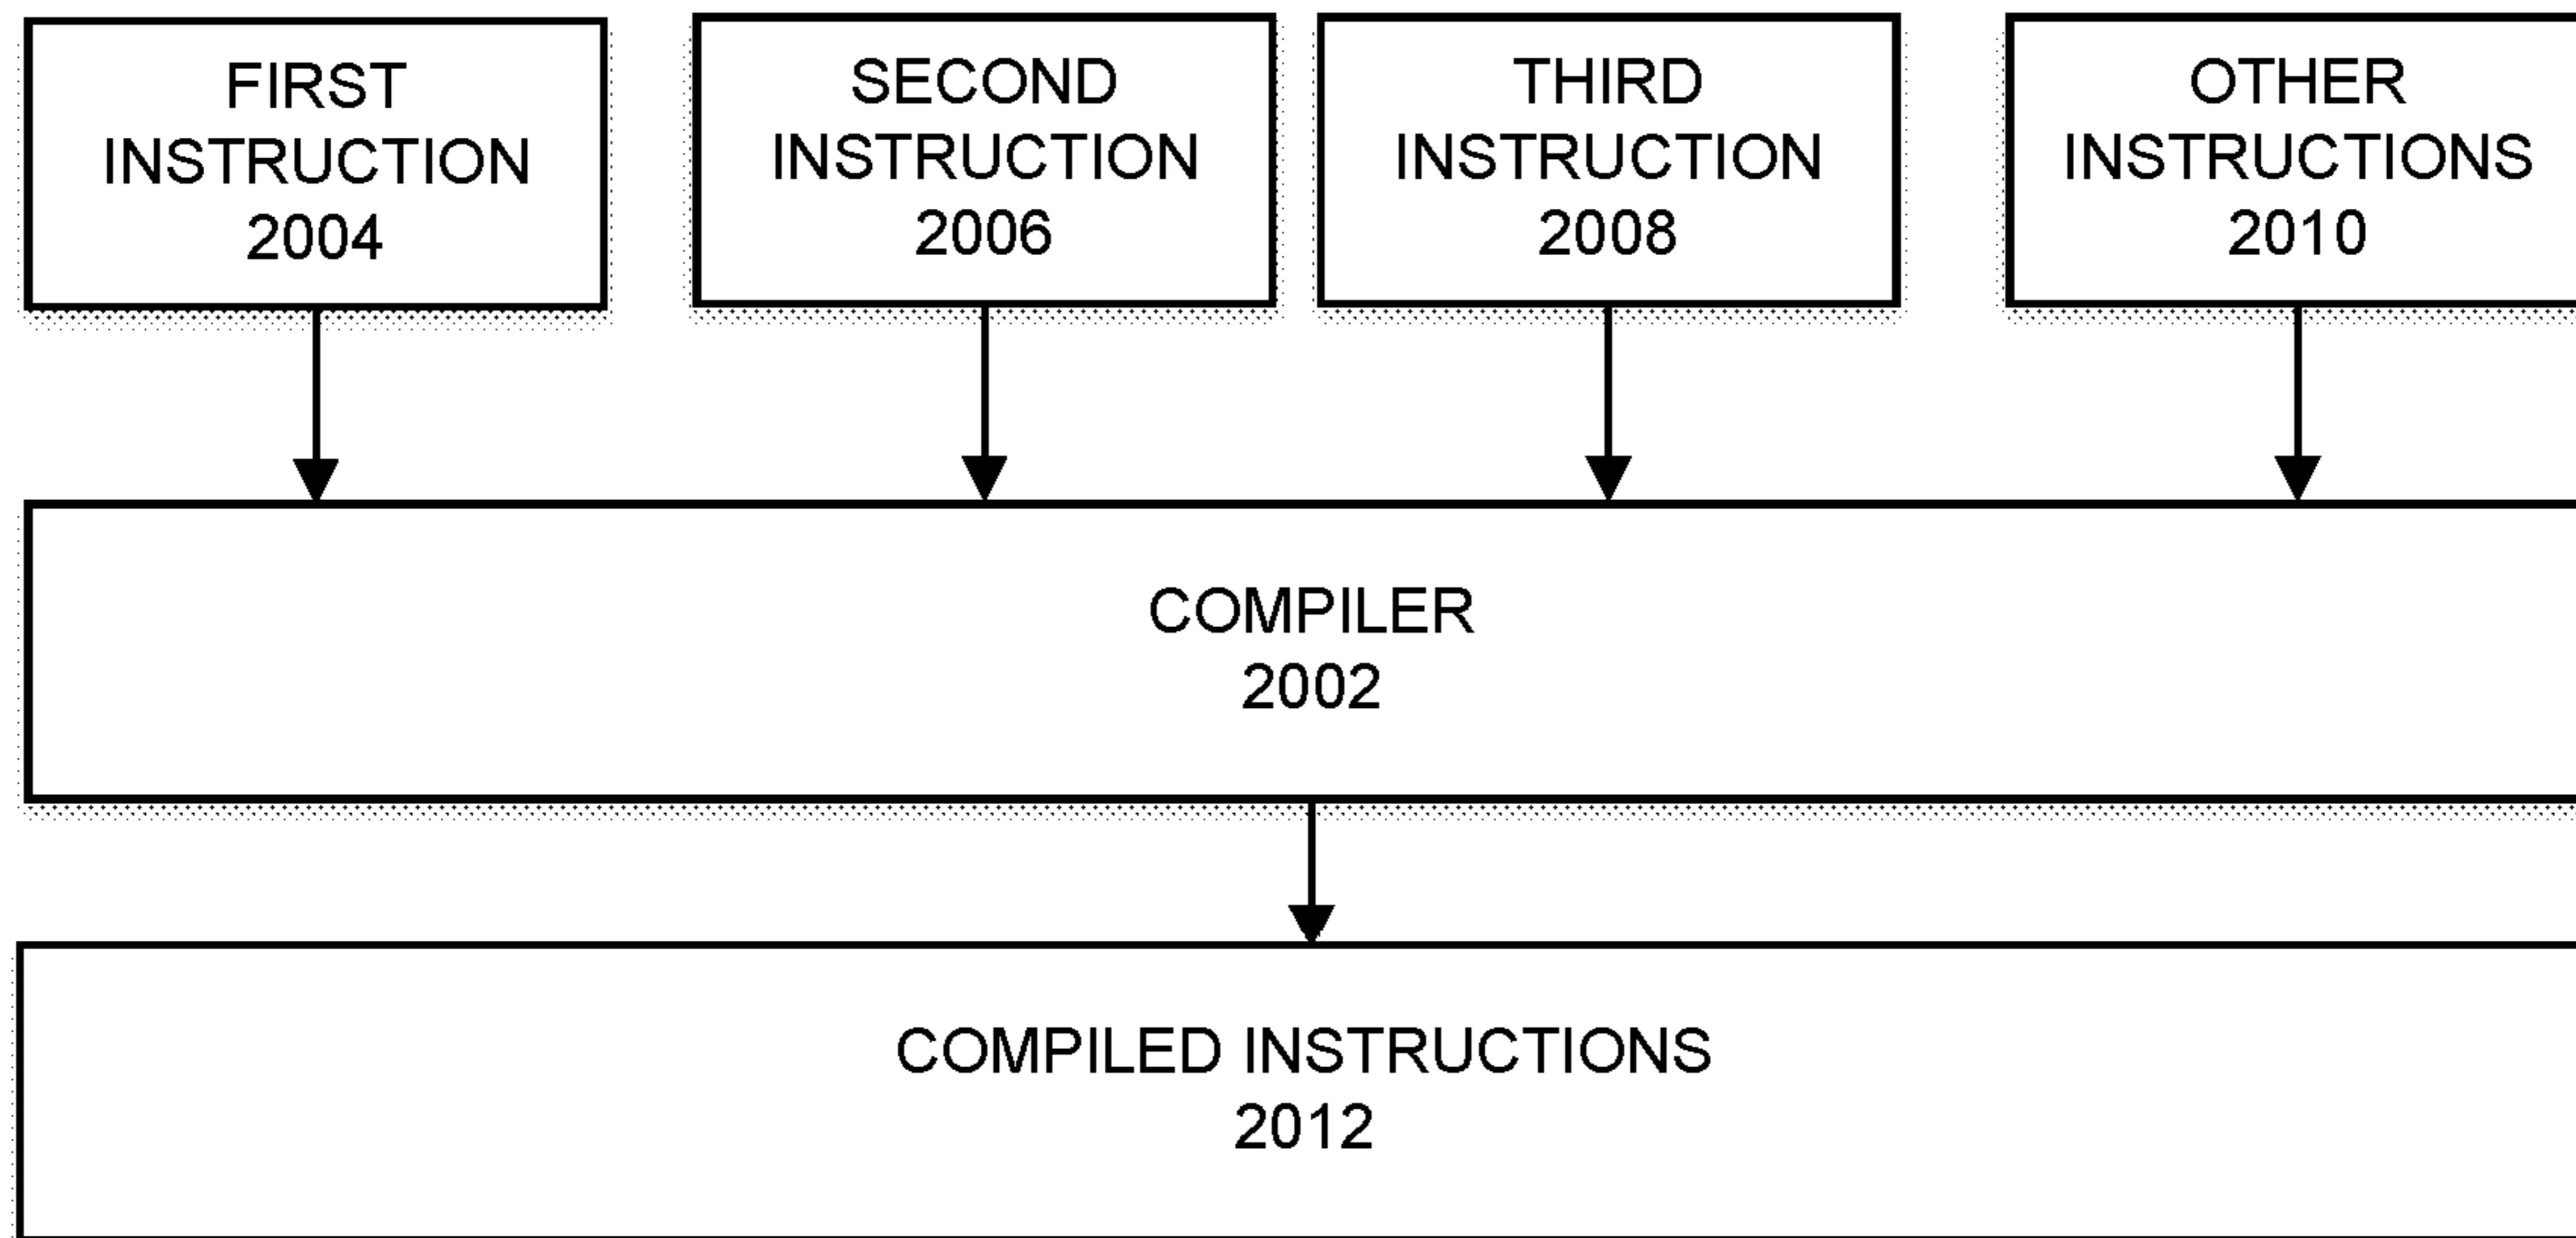 FIRST
INSTRUCTION
2004
SECOND
INSTRUCTION
2006
THIRD
INSTRUCTION
2008
OTHER
INSTRUCTIONS
2010
COMPILER
2002
COMPILED INSTRUCTIONS
2012